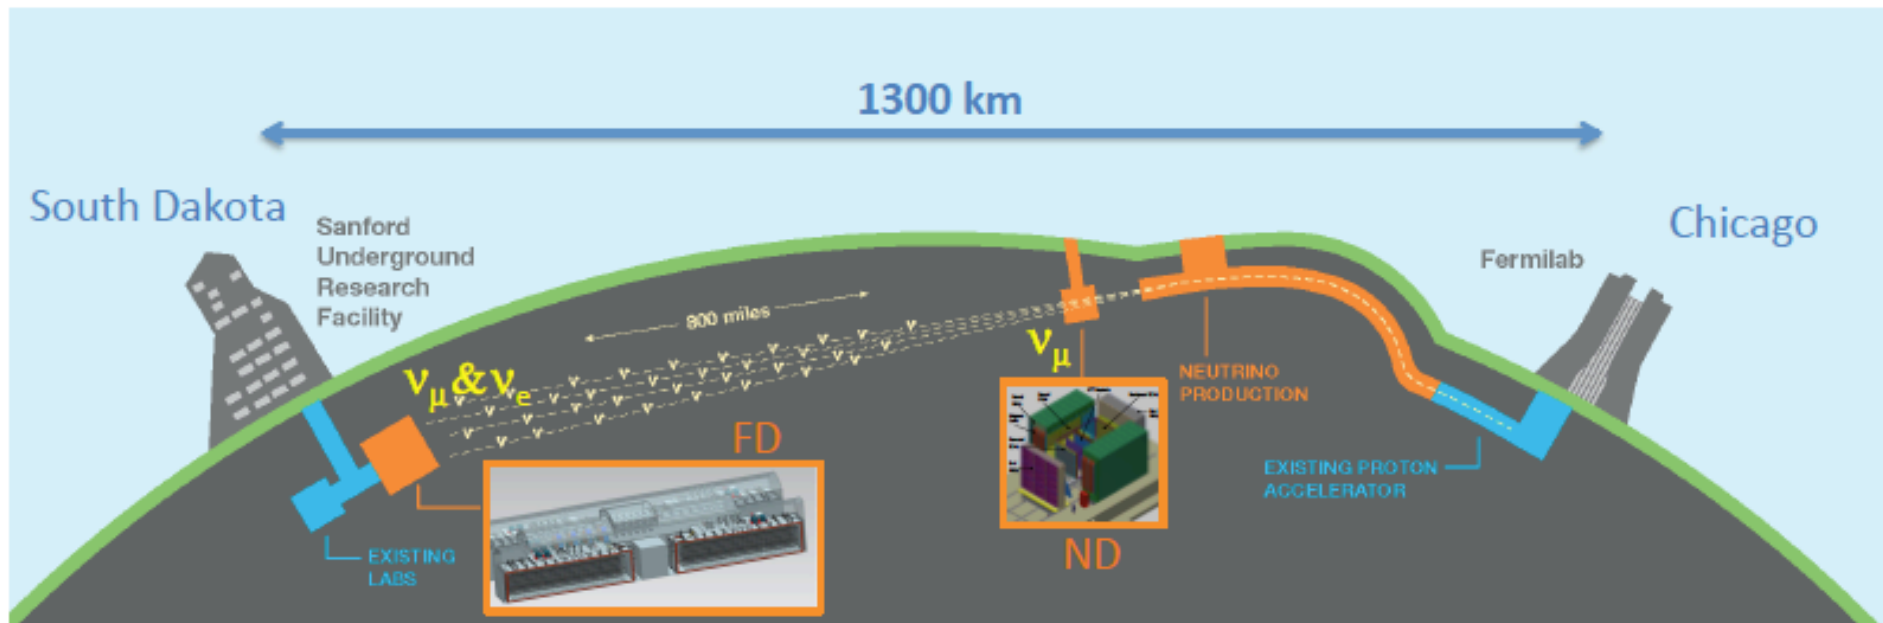 1300 km
South Dakota
Chicago
Sanford
Underground
Research
Facility
Fermilab
800 miles
νμ&νe
νμ
NEUTRINO
PRODUCTION
FD
EXISTING PROTON
ACCELERATOR
ND
EXISTING
LABS